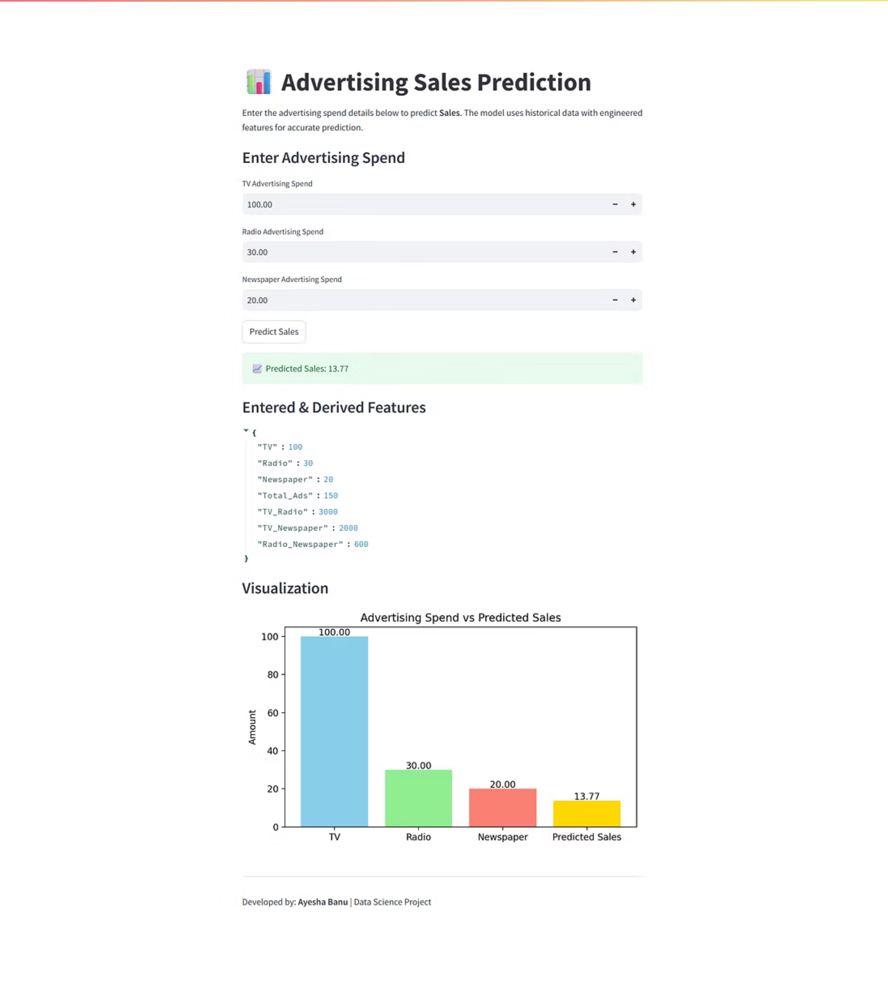 Advertising Sales Prediction
Enter the advertising spend details below to predict Sales. The model uses historical data with engineered
features for accurate prediction.
Enter Advertising Spend
TV Advertising Spend
100.00
Radio Advertising Spend
30.00
Newspaper Advertising Spend
20.00
Predict Sales
Predicted Sales: 13.77
Entered & Derived Features
{
"TV" : 100
"Radio" : 30
"Newspaper" : 20
"Total_Ads" : 150
"TV_Radio" : 3000
"TV_Newspaper" : 2000
"Radio_Newspaper" : 600
}
Visualization
Advertising Spend vs Predicted Sales
100.00
100
80
60
40
20
0
Amount
30.00
20.00
13.77
TV Radio Newspaper Predicted Sales
Developed by: Ayesha Banu | Data Science Project